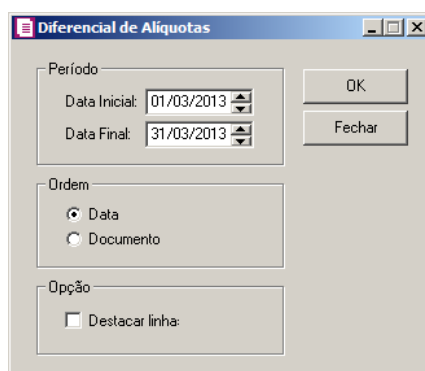 Diferencial de Alíquotas
Período
Data Inicial: 01/03/2013
Data Final: 31/03/2013
OK
Fechar
Ordem
Data
Documento
Opção
Destacar linha: